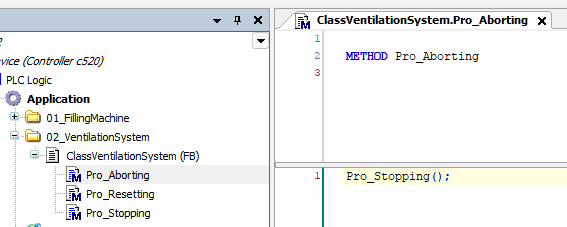 ?
vice (Controller c520)
PLC Logic
Application
01_FillingMachine
02_VentilationSystem
ClassVentilationSystem (FB)
Pro_Aborting
Pro_Resetting
Pro_Stopping
ClassVentilationSystem.Pro_Aborting
1
2 METHOD Pro_Aborting
3
1 Pro_Stopping();